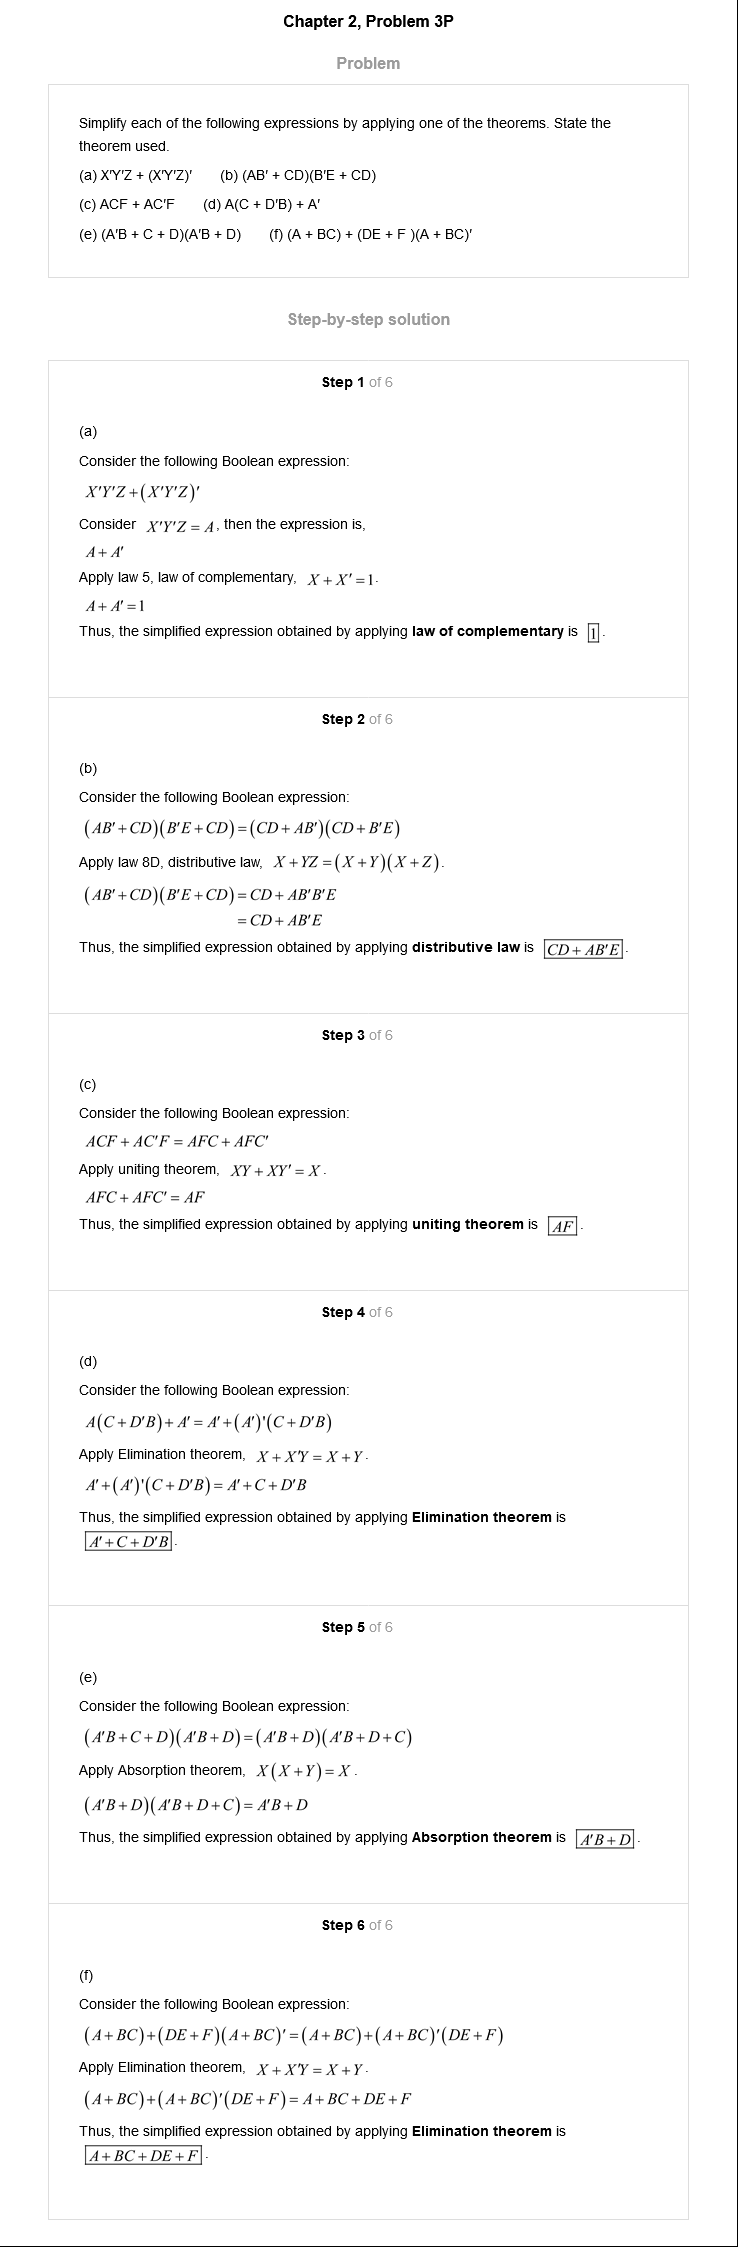 Chapter 2, Problem 3P
Problem
Simplify each of the following expressions by applying one of the theorems. State the
theorem used.
(a) X′Y′Z + (X′Y′Z)′ (b) (AB′ + CD)(B′E + CD)
(c) ACF + AC′F (d) A(C + D′B) + A′
(e) (A′B + C + D)(A′B + D) (f) (A + BC) + (DE + F )(A + BC)′
Step-by-step solution
Step 1 of 6
(a)
Consider the following Boolean expression:
X'Y'Z + (X'Y'Z)'
Consider X'Y'Z = A, then the expression is,
A + A'
Apply law 5, law of complementary, X + X' = 1.
A + A' = 1
Thus, the simplified expression obtained by applying law of complementary is 1.
Step 2 of 6
(b)
Consider the following Boolean expression:
(AB' + CD)(B'E + CD) = (CD + AB')(CD + B'E)
Apply law 8D, distributive law, X + YZ = (X + Y)(X + Z).
(AB' + CD)(B'E + CD) = CD + AB'B'E
= CD + AB'E
Thus, the simplified expression obtained by applying distributive law is CD + AB'E.
Step 3 of 6
(c)
Consider the following Boolean expression:
ACF + AC'F = AFC + AFC'
Apply uniting theorem, XY + XY' = X.
AFC + AFC' = AF
Thus, the simplified expression obtained by applying uniting theorem is AF.
Step 4 of 6
(d)
Consider the following Boolean expression:
A(C + D'B) + A' = A' + (A')'(C + D'B)
Apply Elimination theorem, X + X'Y = X + Y.
A' + (A')'(C + D'B) = A' + C + D'B
Thus, the simplified expression obtained by applying Elimination theorem is
A' + C + D'B.
Step 5 of 6
(e)
Consider the following Boolean expression:
(A'B + C + D)(A'B + D) = (A'B + D)(A'B + D + C)
Apply Absorption theorem, X(X + Y) = X.
(A'B + D)(A'B + D + C) = A'B + D
Thus, the simplified expression obtained by applying Absorption theorem is A'B + D.
Step 6 of 6
(f)
Consider the following Boolean expression:
(A + BC) + (DE + F)(A + BC)' = (A + BC) + (A + BC)'(DE + F)
Apply Elimination theorem, X + X'Y = X + Y.
(A + BC) + (A + BC)'(DE + F) = A + BC + DE + F
Thus, the simplified expression obtained by applying Elimination theorem is
A + BC + DE + F.